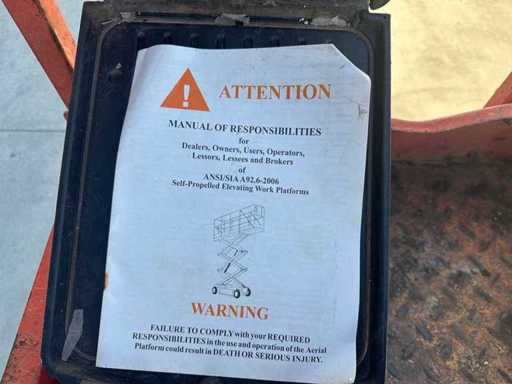 ATTENTION
MANUAL OF RESPONSIBILITIES
for
Dealers, Owners, Users, Operators,
Lessors, Lessees and Brokers
of
ANSI/SIA A92.6-2006
Self-Propelled Elevating Work Platforms
WARNING
FAILURE TO COMPLY with your REQUIRED
RESPONSIBILITIES in the use and operation of the Aerial
Platform could result in DEATH OR SERIOUS INJURY.